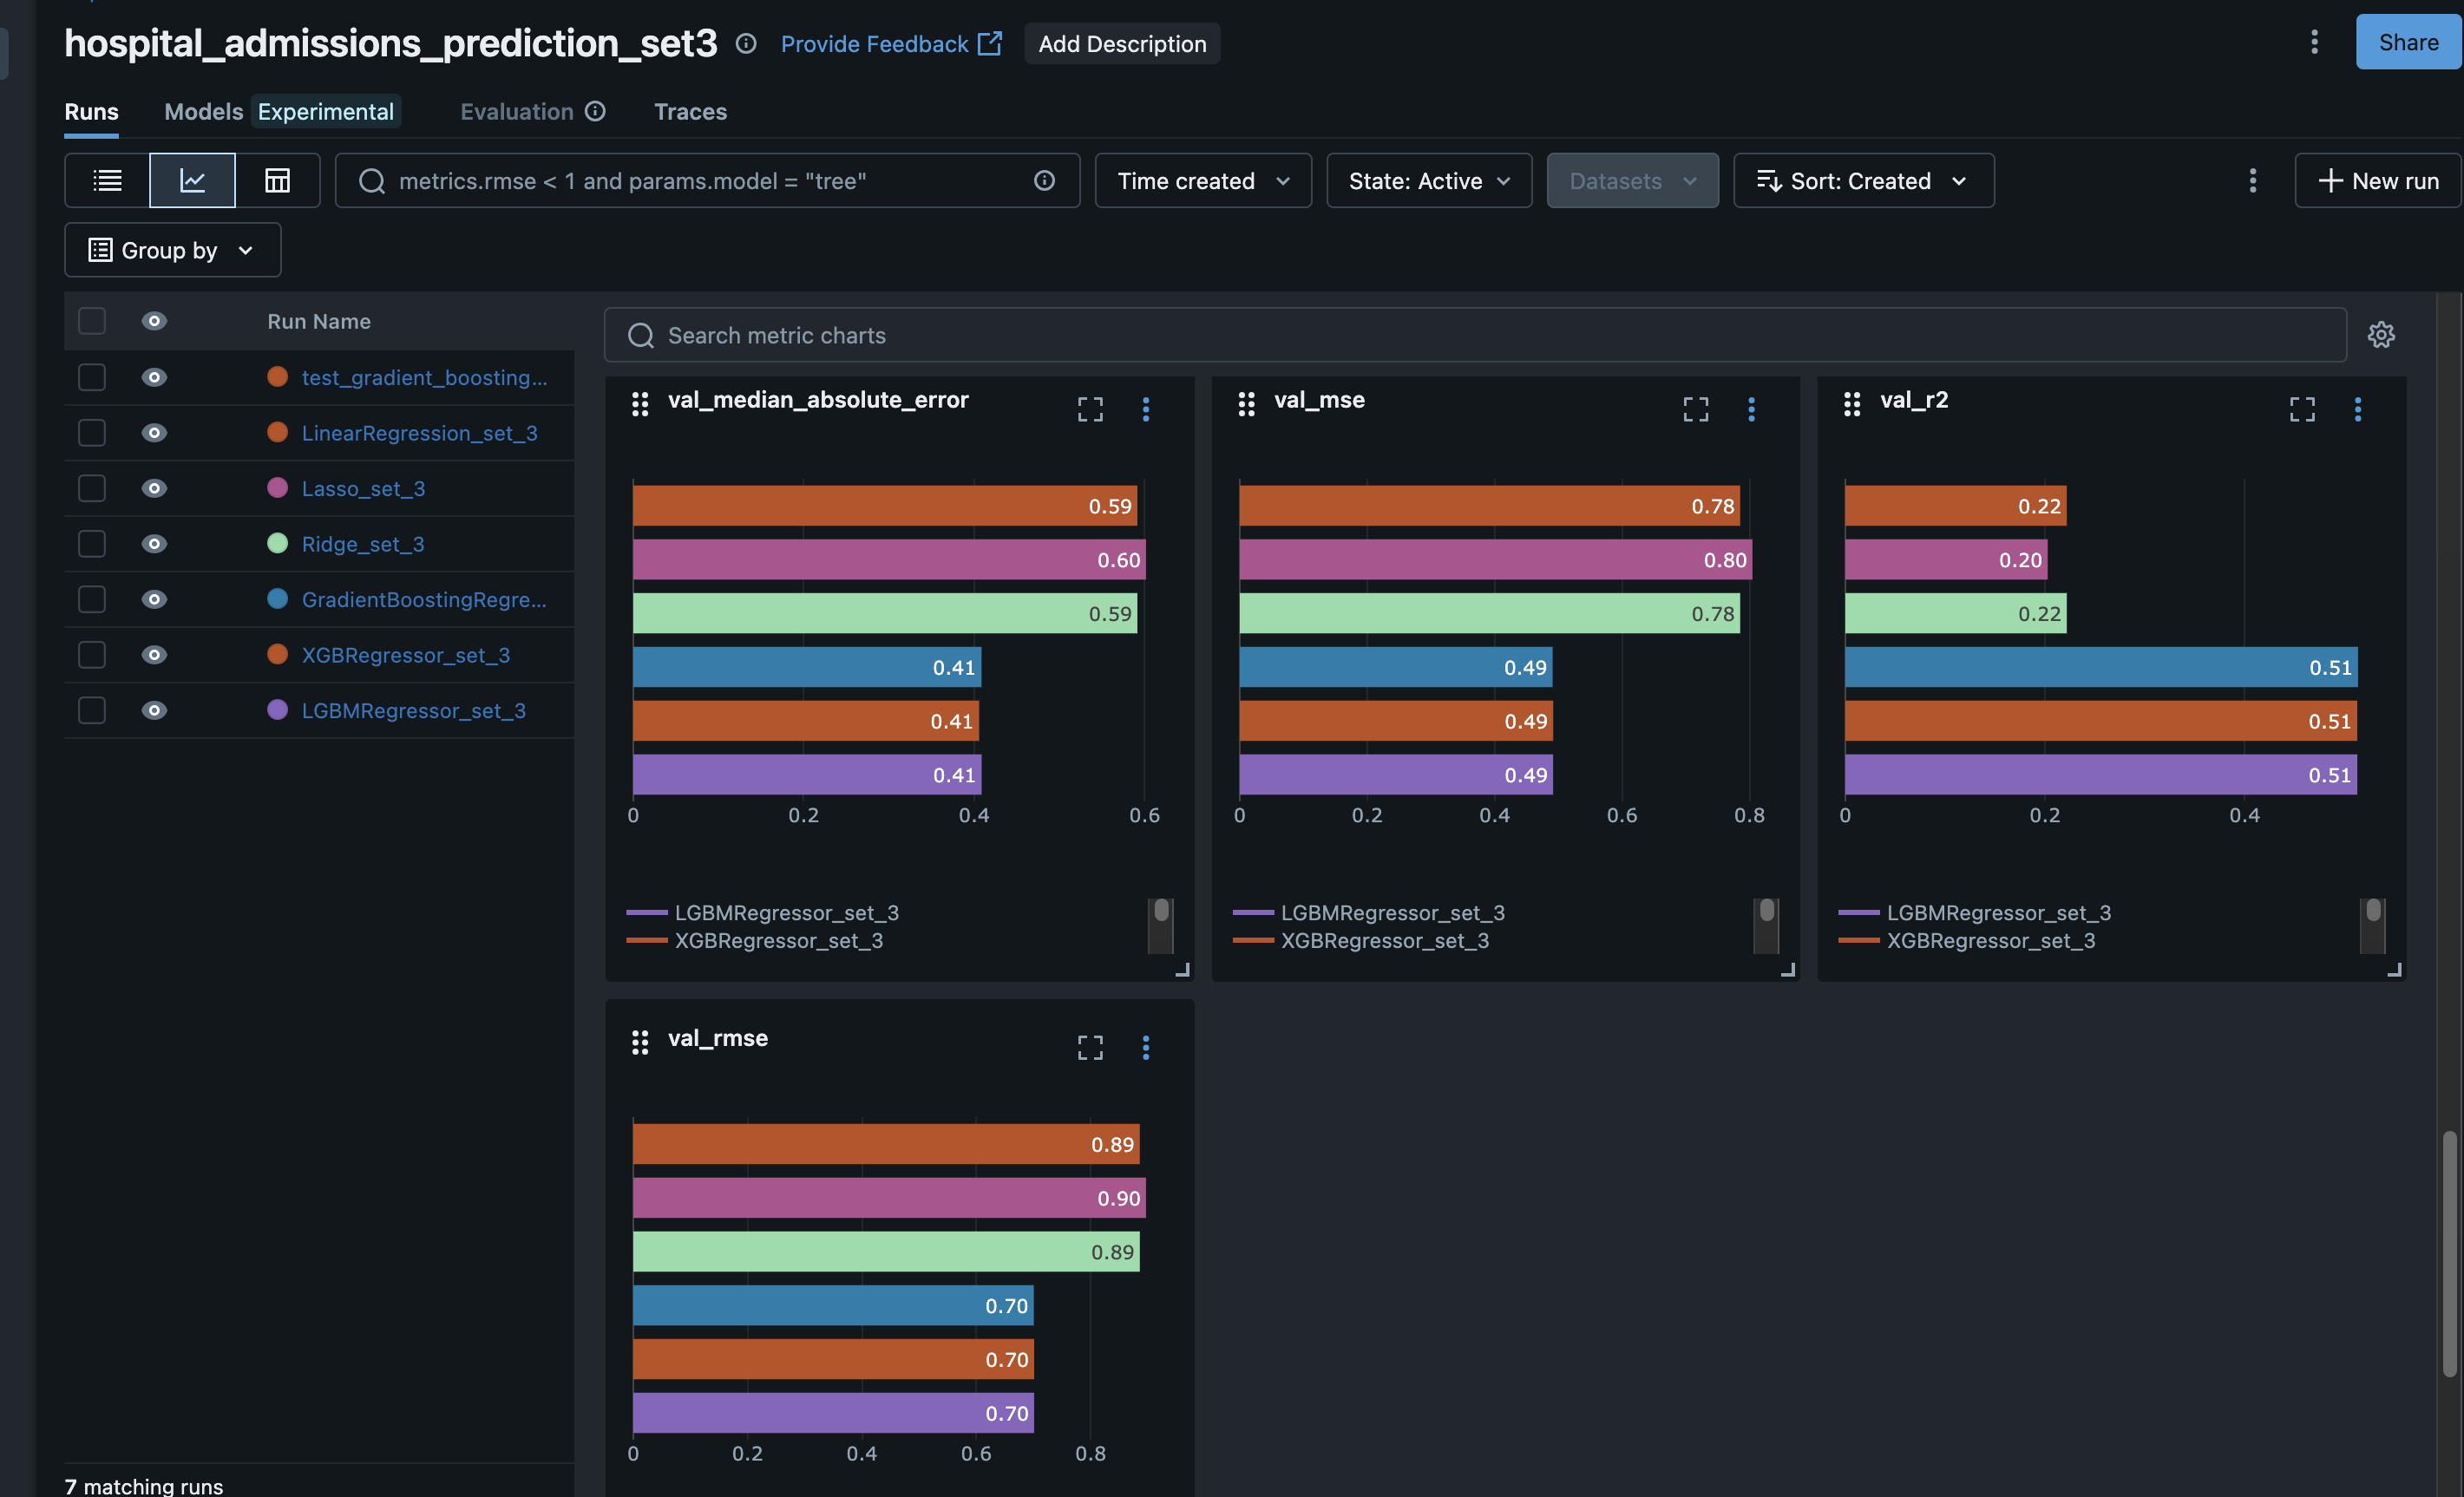 hospital_admissions_prediction_set3 Provide Feedback Add Description Share
Runs Models Experimental Evaluation Traces
metrics.rmse < 1 and params.model = "tree" Time created State: Active Datasets Sort: Created New run
Group by
Run Name
test_gradient_boosting...
LinearRegression_set_3
Lasso_set_3
Ridge_set_3
GradientBoostingRegre...
XGBRegressor_set_3
LGBMRegressor_set_3
7 matching runs
Search metric charts
val_median_absolute_error
0.59
0.60
0.59
0.41
0.41
0.41
0 0.2 0.4 0.6
LGBMRegressor_set_3
XGBRegressor_set_3
val_mse
0.78
0.80
0.78
0.49
0.49
0.49
0 0.2 0.4 0.6 0.8
LGBMRegressor_set_3
XGBRegressor_set_3
val_r2
0.22
0.20
0.22
0.51
0.51
0.51
0 0.2 0.4
LGBMRegressor_set_3
XGBRegressor_set_3
val_rmse
0.89
0.90
0.89
0.70
0.70
0.70
0 0.2 0.4 0.6 0.8